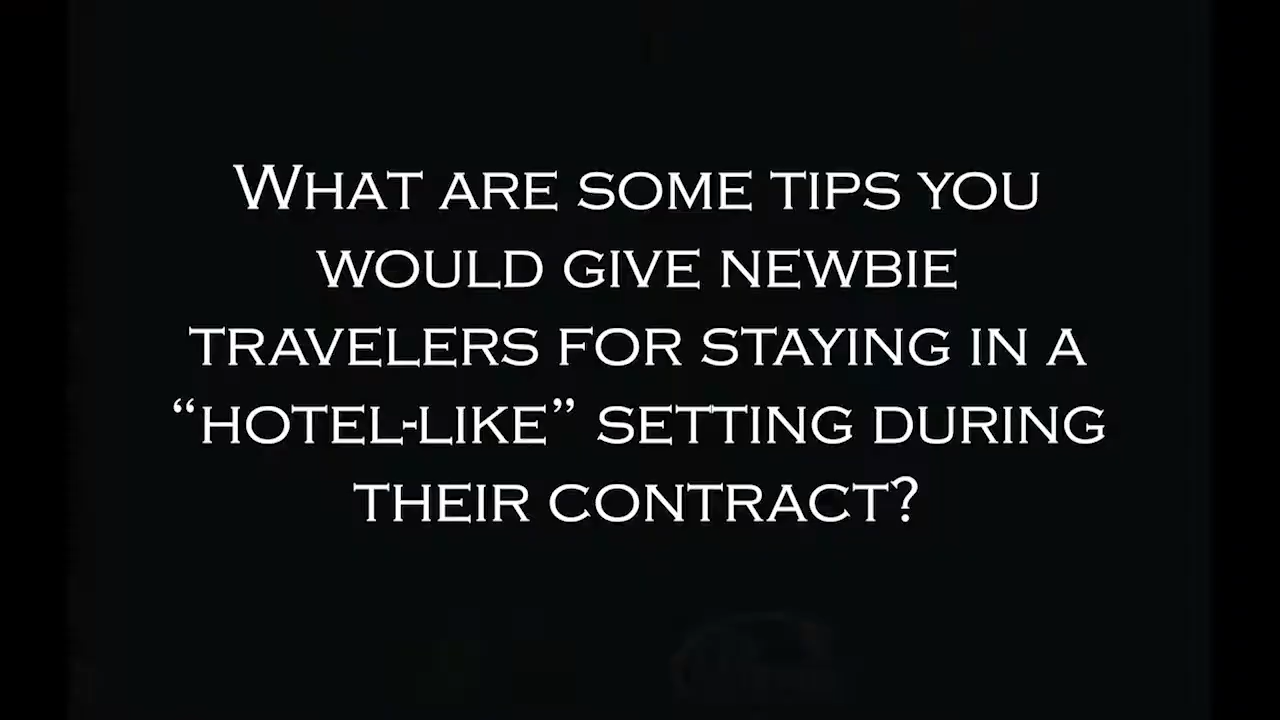 What are some tips you
would give newbie
travelers for staying in a
“hotel-like” setting during
their contract?